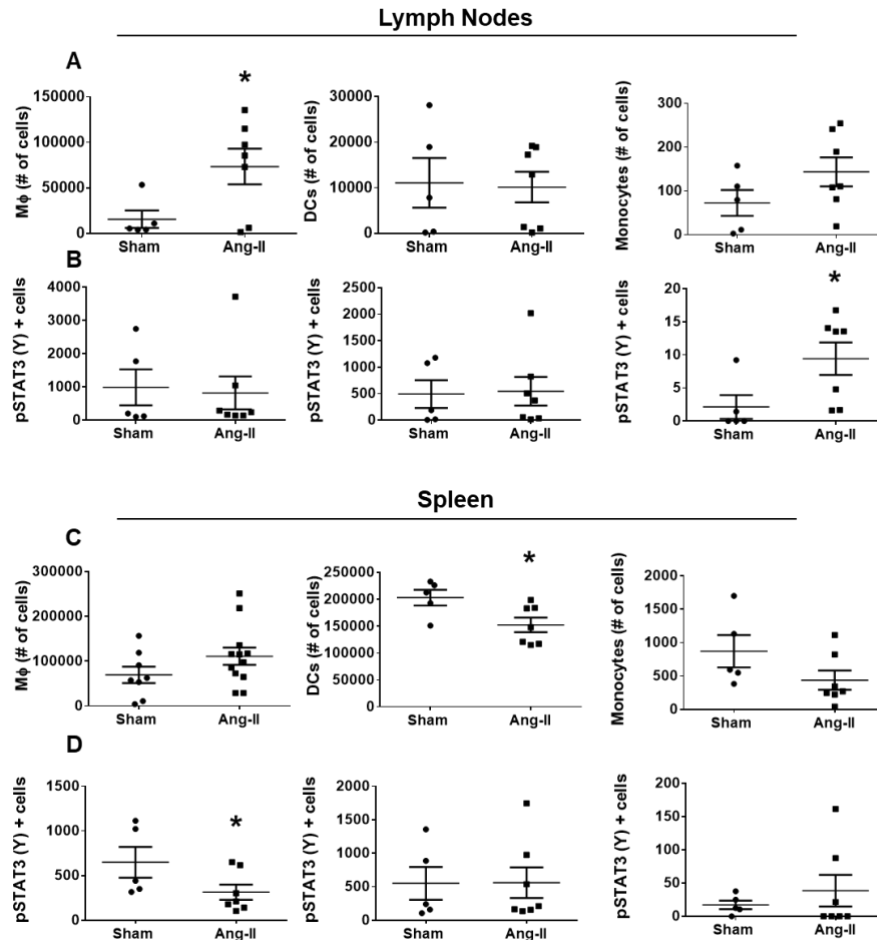 Lymph Nodes
A
Mϕ (# of cells)
150000
100000
50000
0
Sham
Ang-II
*
DCs (# of cells)
30000
20000
10000
0
Sham
Ang-II
Monocytes (# of cells)
300
200
100
0
Sham
Ang-II
B
pSTAT3 (Y) + cells
4000
3000
2000
1000
0
Sham
Ang-II
pSTAT3 (Y) + cells
2500
2000
1500
1000
500
0
Sham
Ang-II
pSTAT3 (Y) + cells
20
15
10
5
0
Sham
Ang-II
*
Spleen
C
Mϕ (# of cells)
300000
200000
100000
0
Sham
Ang-II
DCs (# of cells)
250000
200000
150000
100000
50000
0
Sham
Ang-II
*
Monocytes (# of cells)
2000
1500
1000
500
0
Sham
Ang-II
D
pSTAT3 (Y) + cells
1500
1000
500
0
Sham
Ang-II
*
pSTAT3 (Y) + cells
2000
1500
1000
500
0
Sham
Ang-II
pSTAT3 (Y) + cells
200
150
100
50
0
Sham
Ang-II